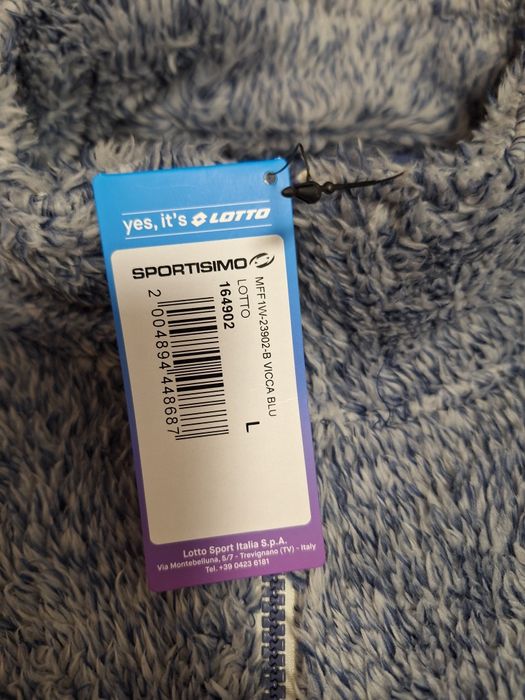 yes, it's LOTTO
SPORTISIMO
MFF1W-23902-B VICCA BLU
LOTTO
164902
L
2 004894 448687
Lotto Sport Italia S.p.A.
Via Montebelluna, 5/7 - Trevignano (TV) - Italy
Tel. +39 0423 6181